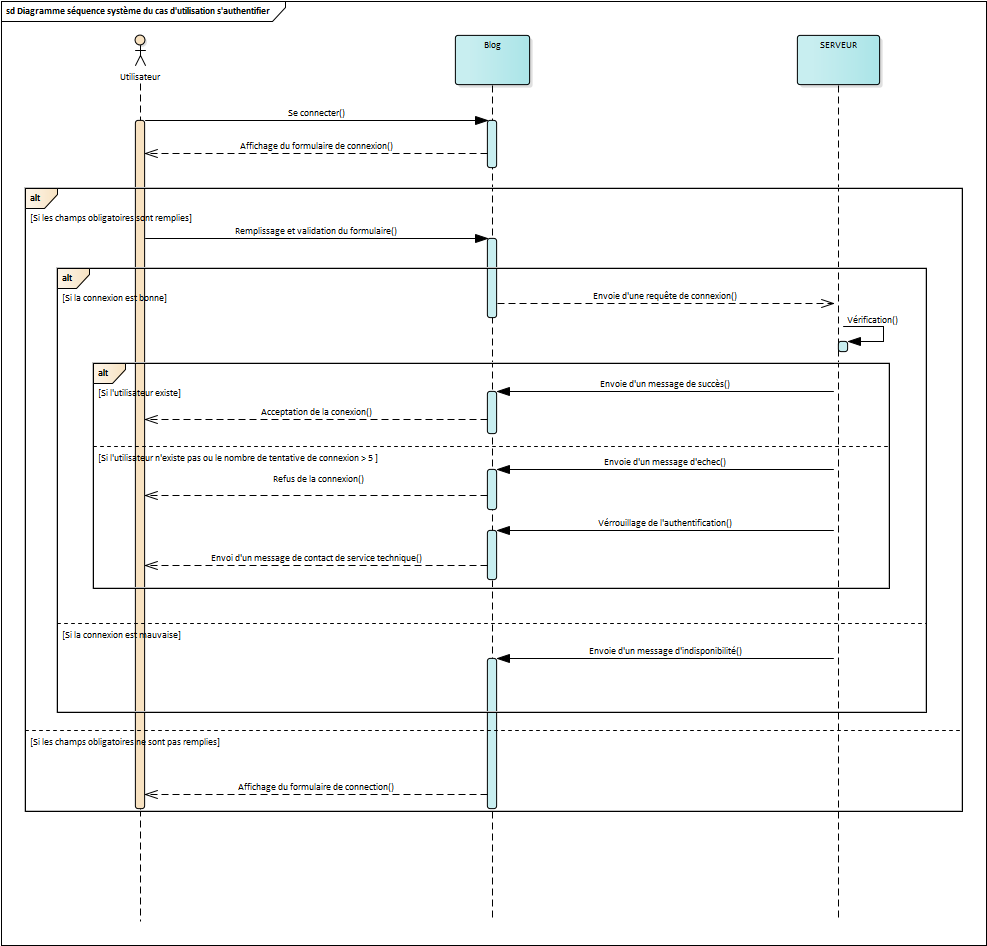 sd Diagramme séquence système du cas d'utilisation s'authentifier
Utilisateur
Blog
SERVEUR
Se connecter()
Affichage du formulaire de connexion()
alt
[Si les champs obligatoires sont remplies]
Remplissage et validation du formulaire()
alt
[Si la connexion est bonne]
Envoie d'une requête de connexion()
Vérification()
alt
[Si l'utilisateur existe]
Envoie d'un message de succès()
Acceptation de la conexion()
[Si l'utilisateur n'existe pas ou le nombre de tentative de connexion > 5 ]
Envoie d'un message d'echec()
Refus de la connexion()
Vérrouillage de l'authentification()
Envoi d'un message de contact de service technique()
[Si la connexion est mauvaise]
Envoie d'un message d'indisponibilité()
[Si les champs obligatoires ne sont pas remplies]
Affichage du formulaire de connection()